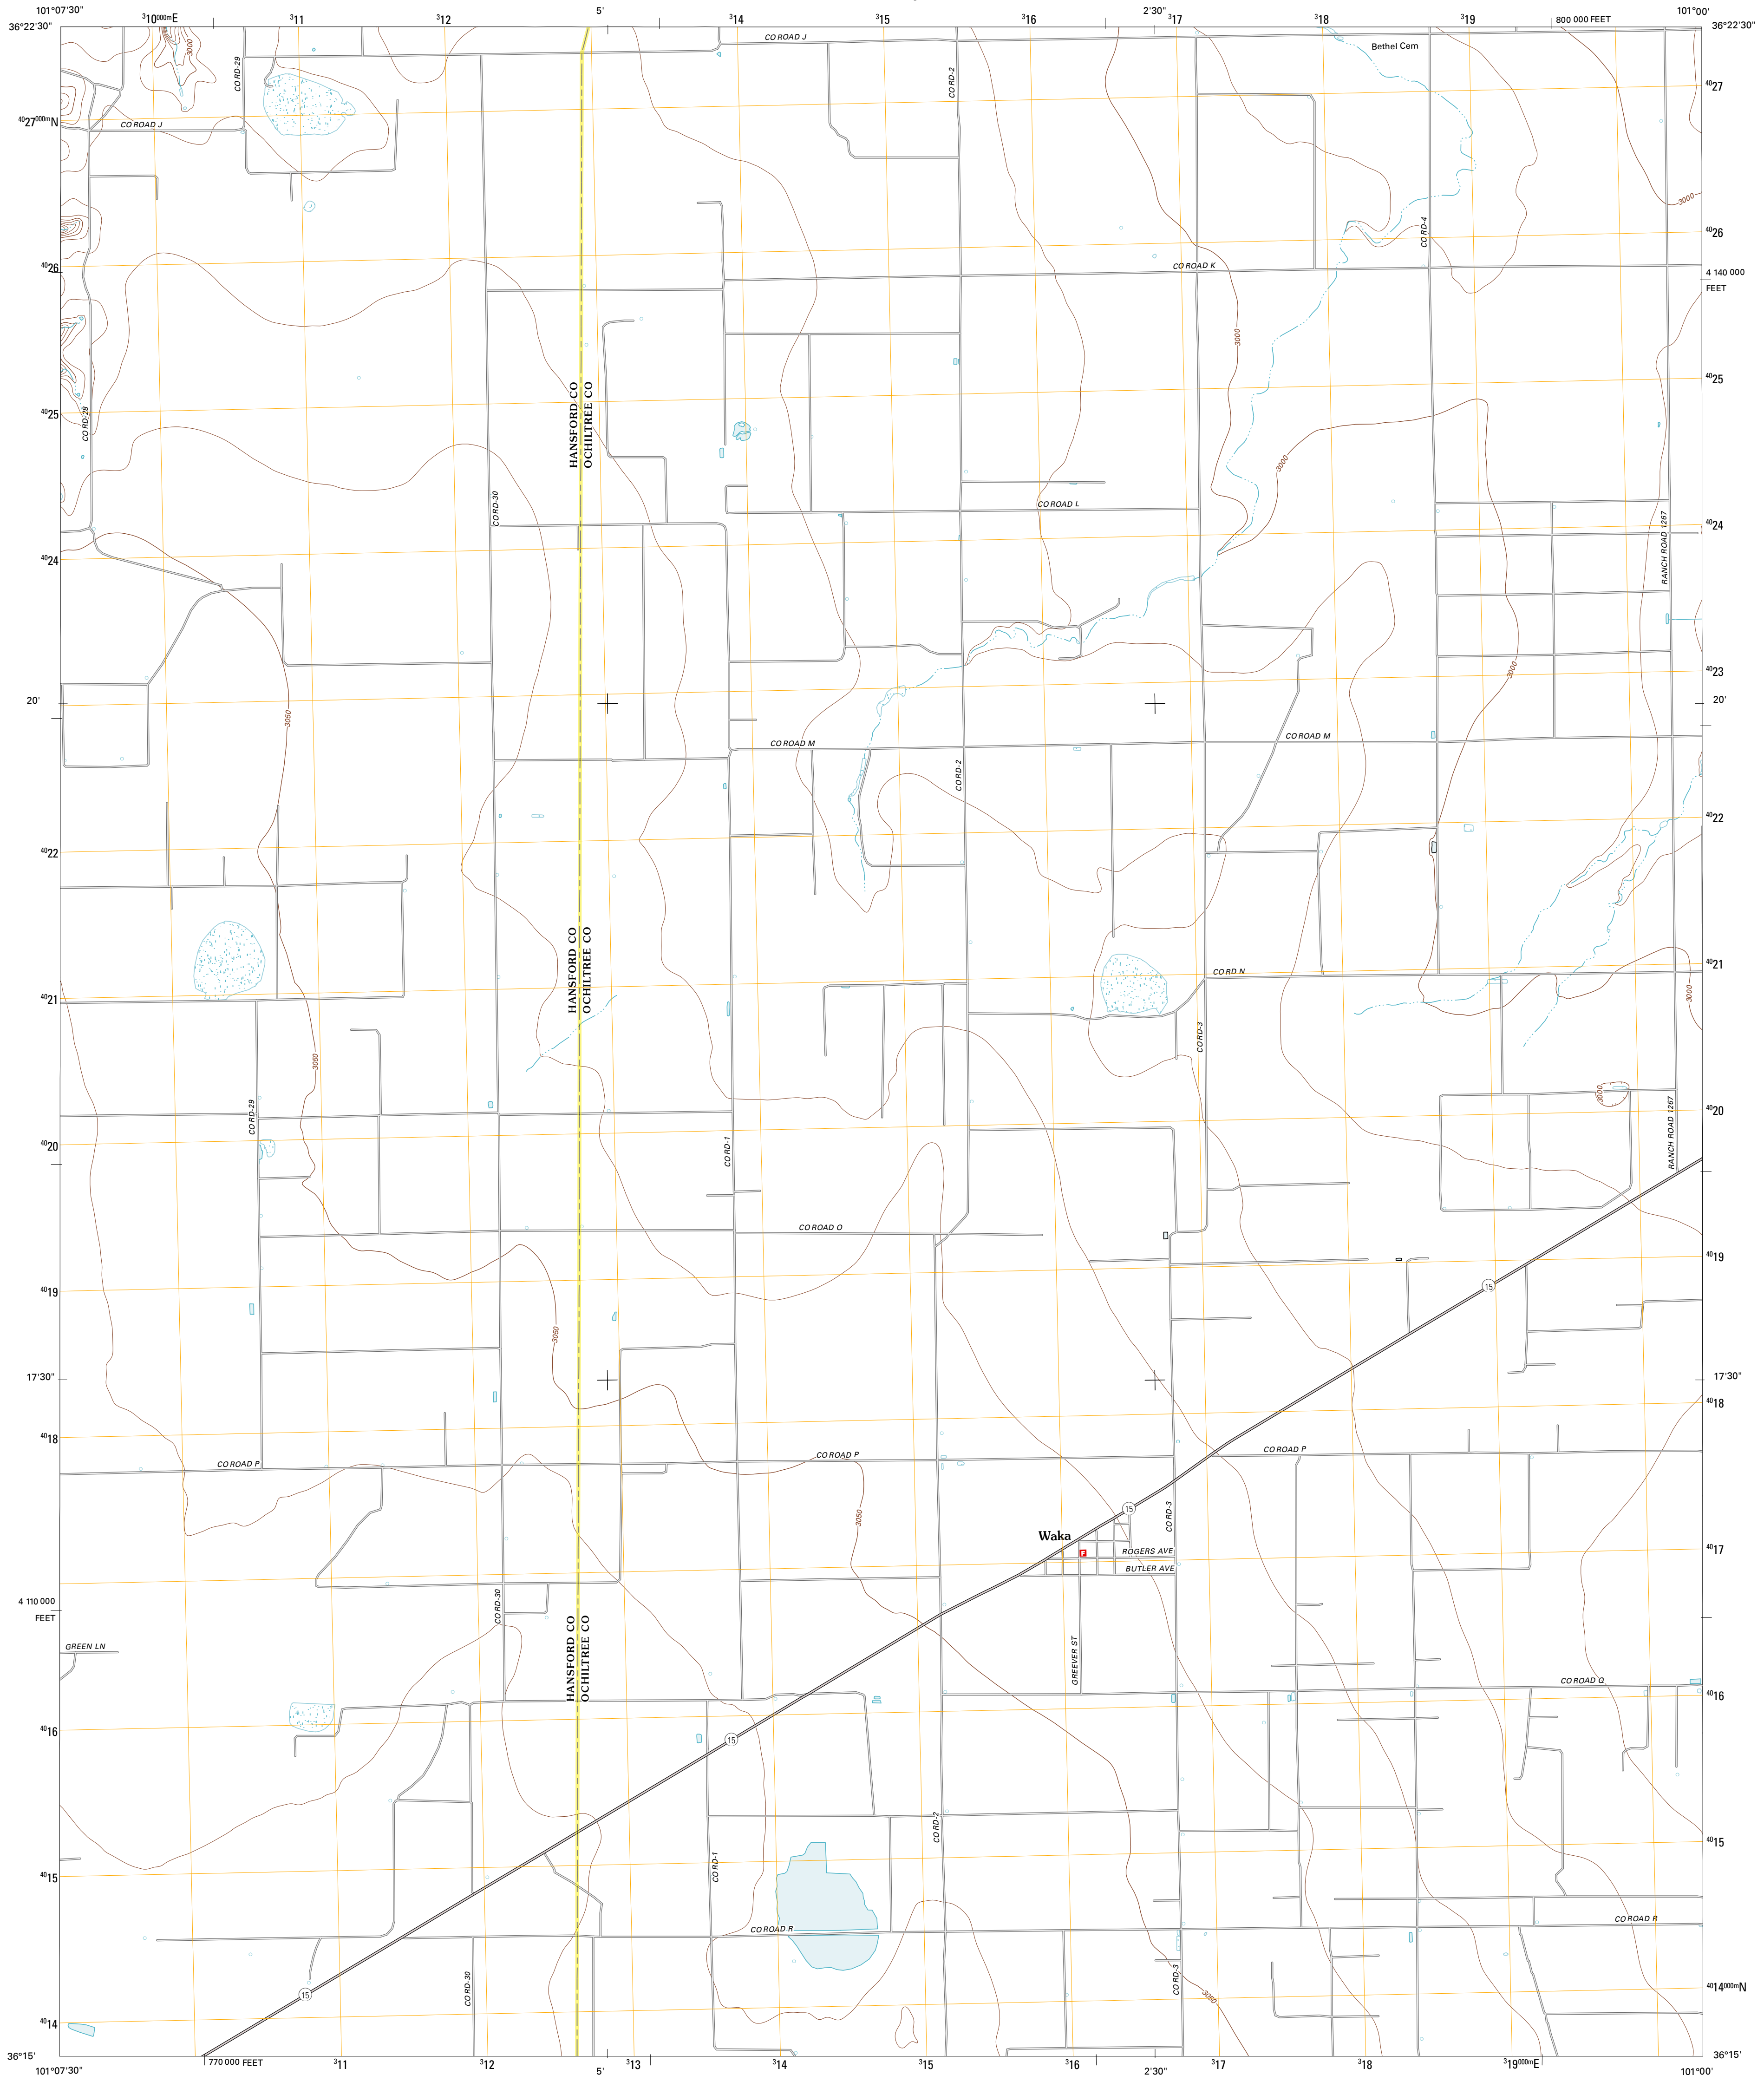 101°07'30"
³10⁰⁰⁰ᵐE
³11
³12
5'
³14
³15
³16
2'30"
³17
³18
³19
800 000 FEET
101°00'
36°22'30"
36°22'30"
3000
CO ROAD J
Bethel Cem
CO RD-29
CO RD-2
⁴⁰27
⁴⁰27⁰⁰⁰ᵐN
CO ROAD J
3000
CO RD-4
⁴⁰26
⁴⁰26
CO ROAD K
4 140 000
FEET
3000
⁴⁰25
⁴⁰25
CO RD-28
HANSFORD CO
OCHILTREE CO
3000
CO RD-30
CO ROAD L
⁴⁰24
RANCH ROAD 1267
⁴⁰24
3000
⁴⁰23
20'
20'
3050
CO ROAD M
CO ROAD M
CO RD-2
⁴⁰22
⁴⁰22
HANSFORD CO
OCHILTREE CO
CO RD N
⁴⁰21
3000
⁴⁰21
CO RD-3
3050
3000
⁴⁰20
CO RD-29
RANCH ROAD 1267
⁴⁰20
CO RD-1
CO ROAD O
⁴⁰19
15
⁴⁰19
3050
17'30"
17'30"
⁴⁰18
⁴⁰18
CO ROAD P
CO ROAD P
CO ROAD P
3050
15
CO RD-3
Waka
F
ROGERS AVE
⁴⁰17
BUTLER AVE
4 110 000
FEET
CO RD-30
HANSFORD CO
OCHILTREE CO
GREEN LN
GREEVER ST
CO ROAD Q
⁴⁰16
⁴⁰16
15
CO RD-2
⁴⁰15
⁴⁰15
CO RD-1
CO ROAD R
CO ROAD R
CO RD-30
CO RD-3
⁴⁰14⁰⁰⁰ᵐN
15
3050
⁴⁰14
36°15'
36°15'
101°07'30"
770 000 FEET
³11
³12
5'
³13
³14
³15
³16
2'30"
³17
³18
³19⁰⁰⁰ᵐE
101°00'